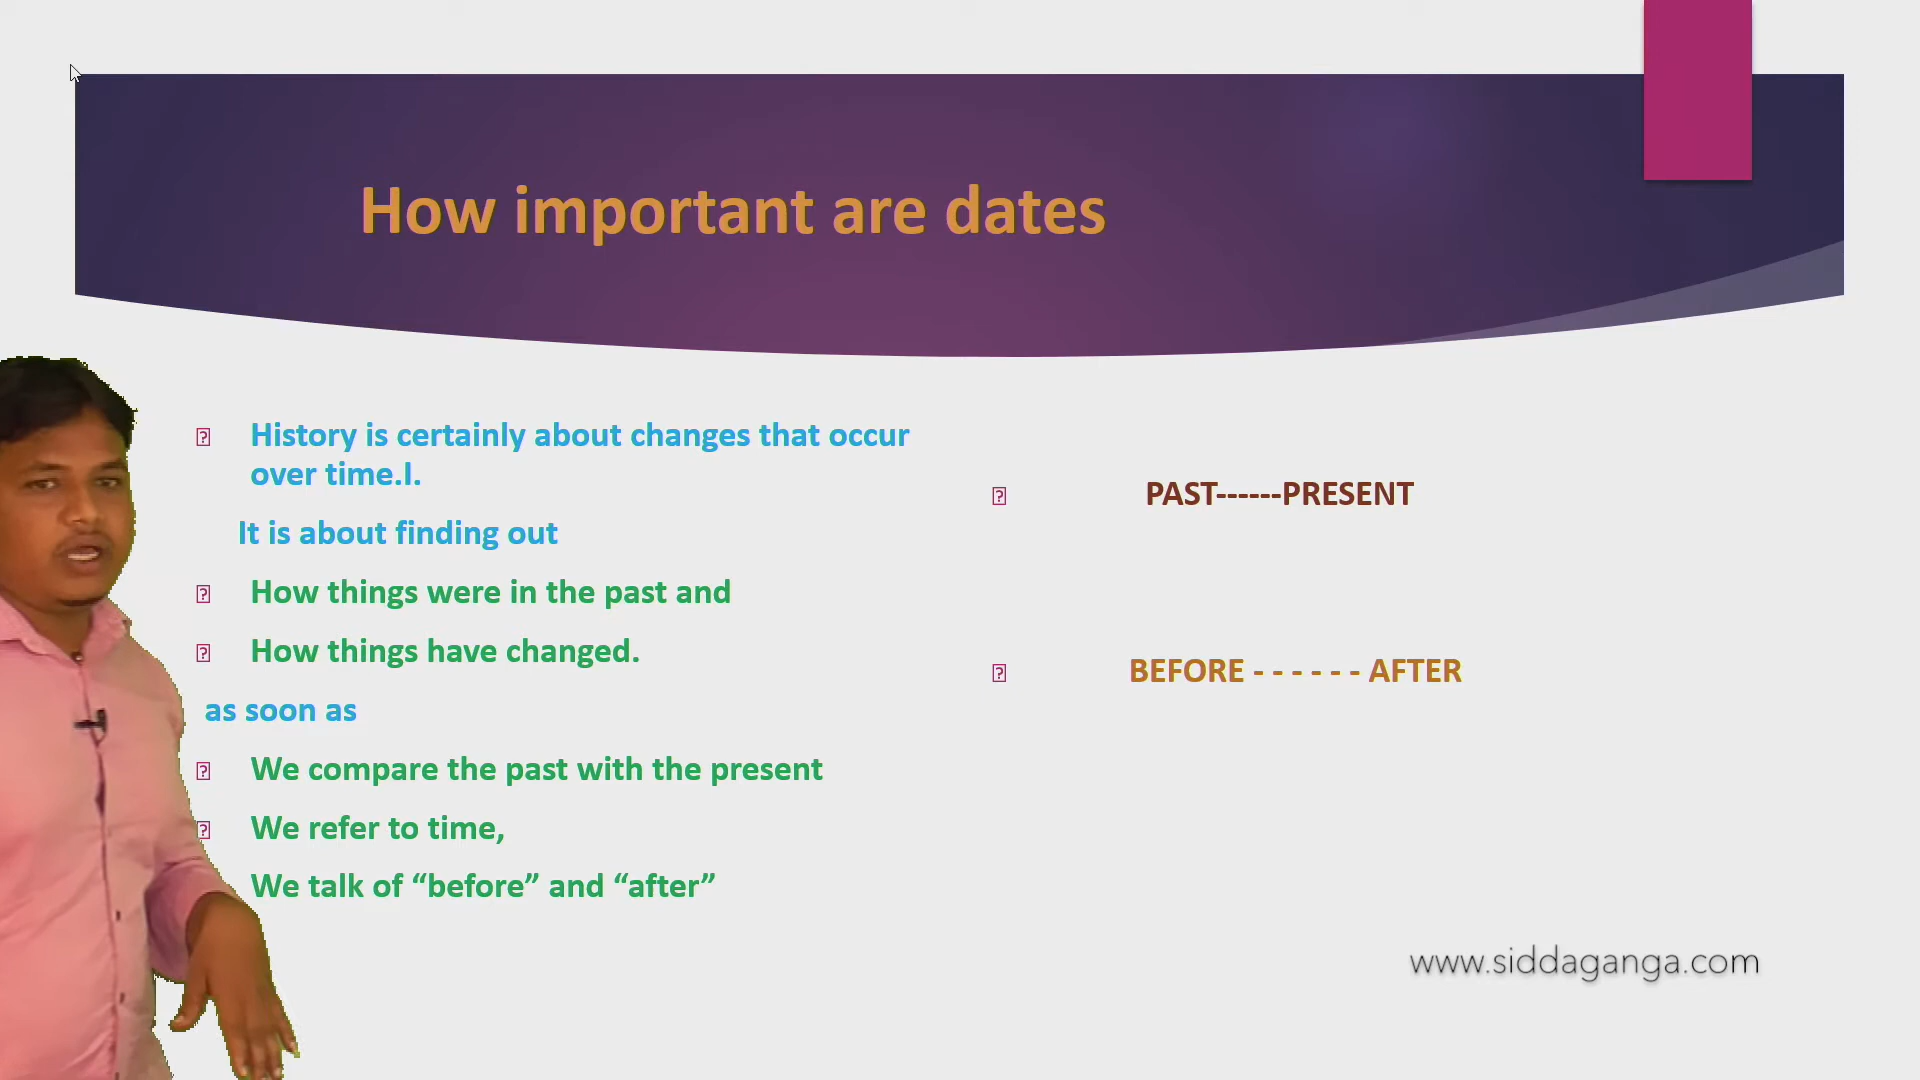 How important are dates
History is certainly about changes that occur
over time.I.
It is about finding out
How things were in the past and
How things have changed.
as soon as
We compare the past with the present
We refer to time,
We talk of “before” and “after”
PAST------PRESENT
BEFORE - - - - - - AFTER
www.siddaganga.com